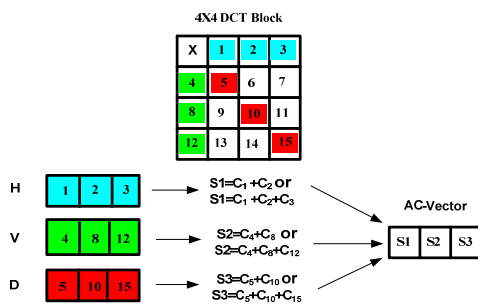 4X4 DCT Block
X 1 2 3
4 5 6 7
8 9 10 11
12 13 14 15
H 1 2 3 S1=C₁+C₂ or
S1=C₁+C₂+C₃
AC-Vector
V 4 8 12 S2=C₄+C₈ or
S2=C₄+C₈+C₁₂
S1 S2 S3
D 5 10 15 S3=C₅+C₁₀ or
S3=C₅+C₁₀+C₁₅